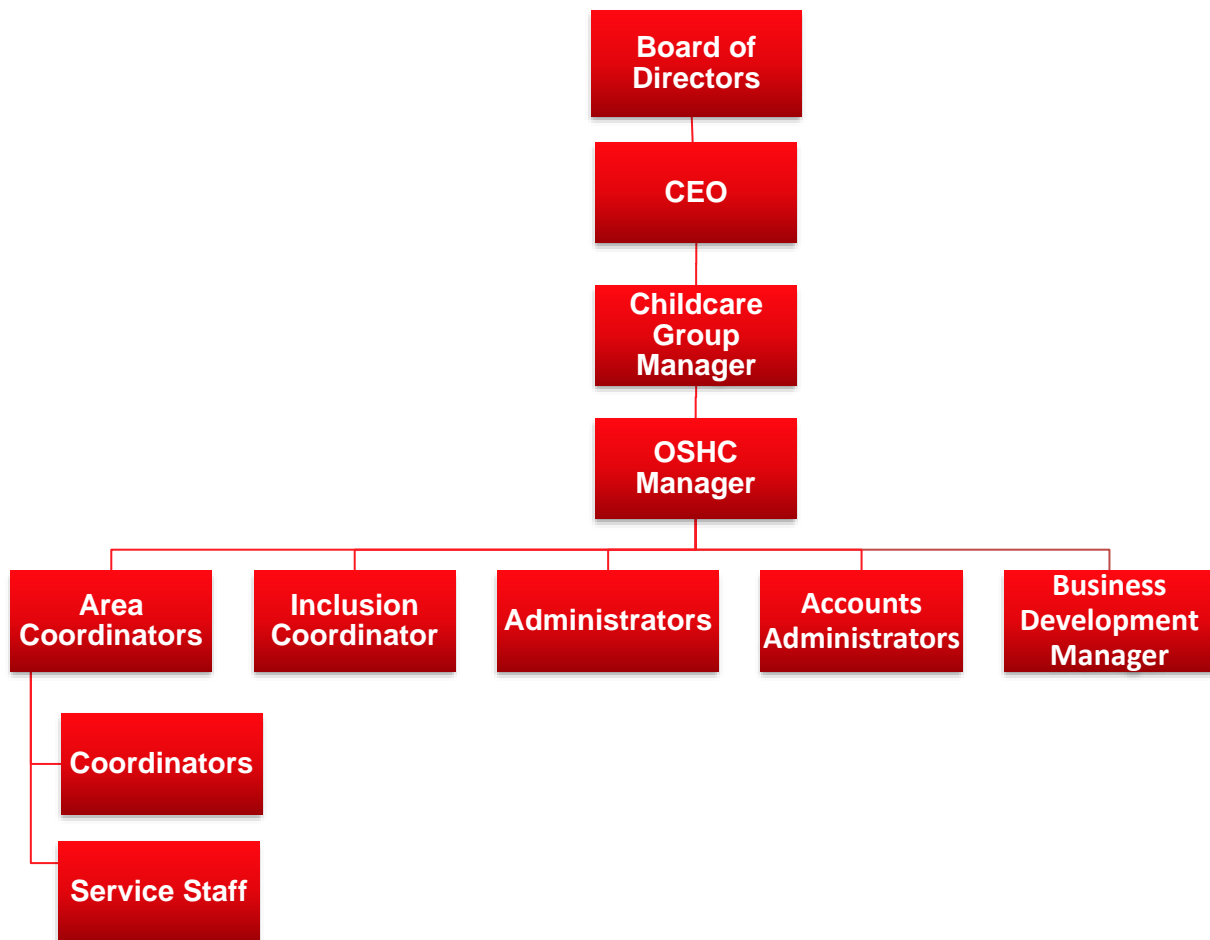 Board of
Directors
CEO
Childcare
Group
Manager
OSHC
Manager
Area
Coordinators
Inclusion
Coordinator
Administrators
Accounts
Administrators
Business
Development
Manager
Coordinators
Service Staff